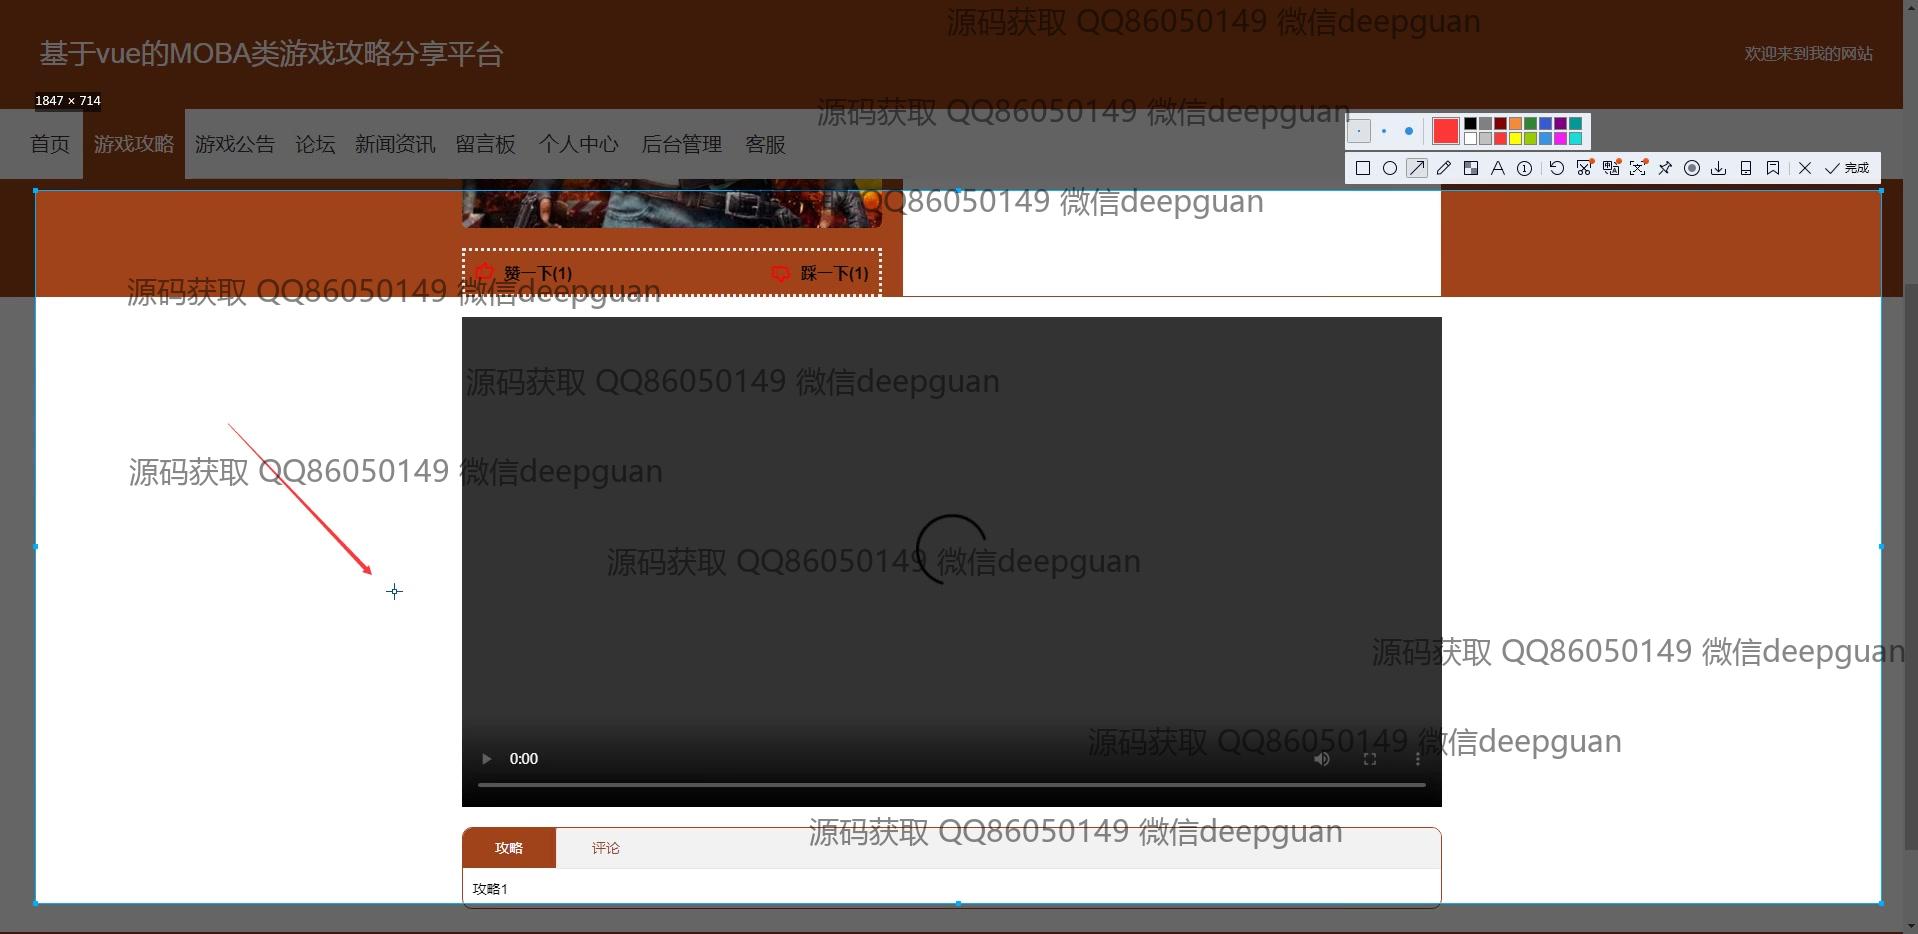 源码获取 QQ86050149 微信deepguan
基于vue的MOBA类游戏攻略分享平台
欢迎来到我的网站
1847 × 714
源码获取 QQ86050149 微信deepguan
首页 游戏攻略 游戏公告 论坛 新闻资讯 留言板 个人中心 后台管理 客服
完成
QQ86050149 微信deepguan
赞一下(1) 踩一下(1)
源码获取 QQ86050149 微信deepguan
源码获取 QQ86050149 微信deepguan
源码获取 QQ86050149 微信deepguan
源码获取 QQ86050149 微信deepguan
源码获取 QQ86050149 微信deepguan
源码获取 QQ86050149 微信deepguan
0:00
源码获取 QQ86050149 微信deepguan
攻略 评论
攻略1